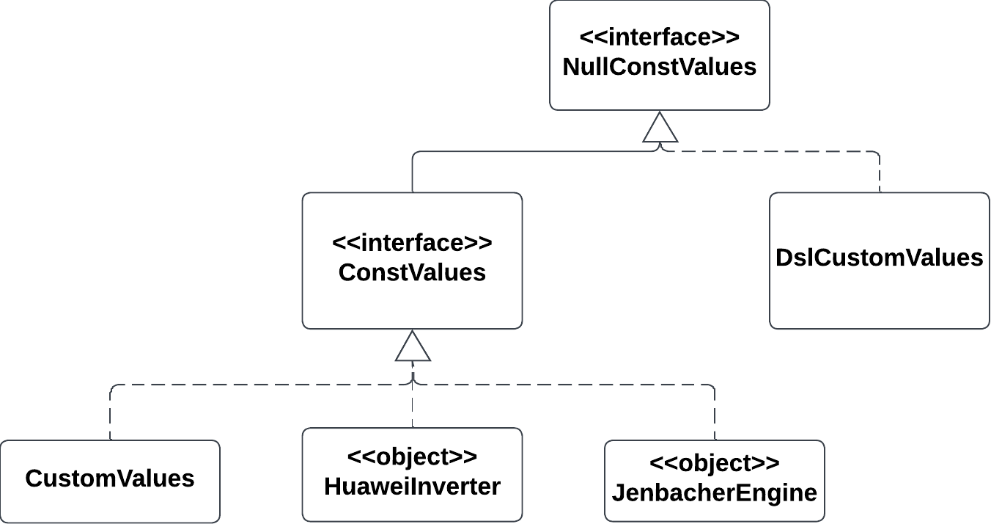 <<interface>>
NullConstValues
<<interface>>
ConstValues
DslCustomValues
CustomValues
<<object>>
HuaweiInverter
<<object>>
JenbacherEngine